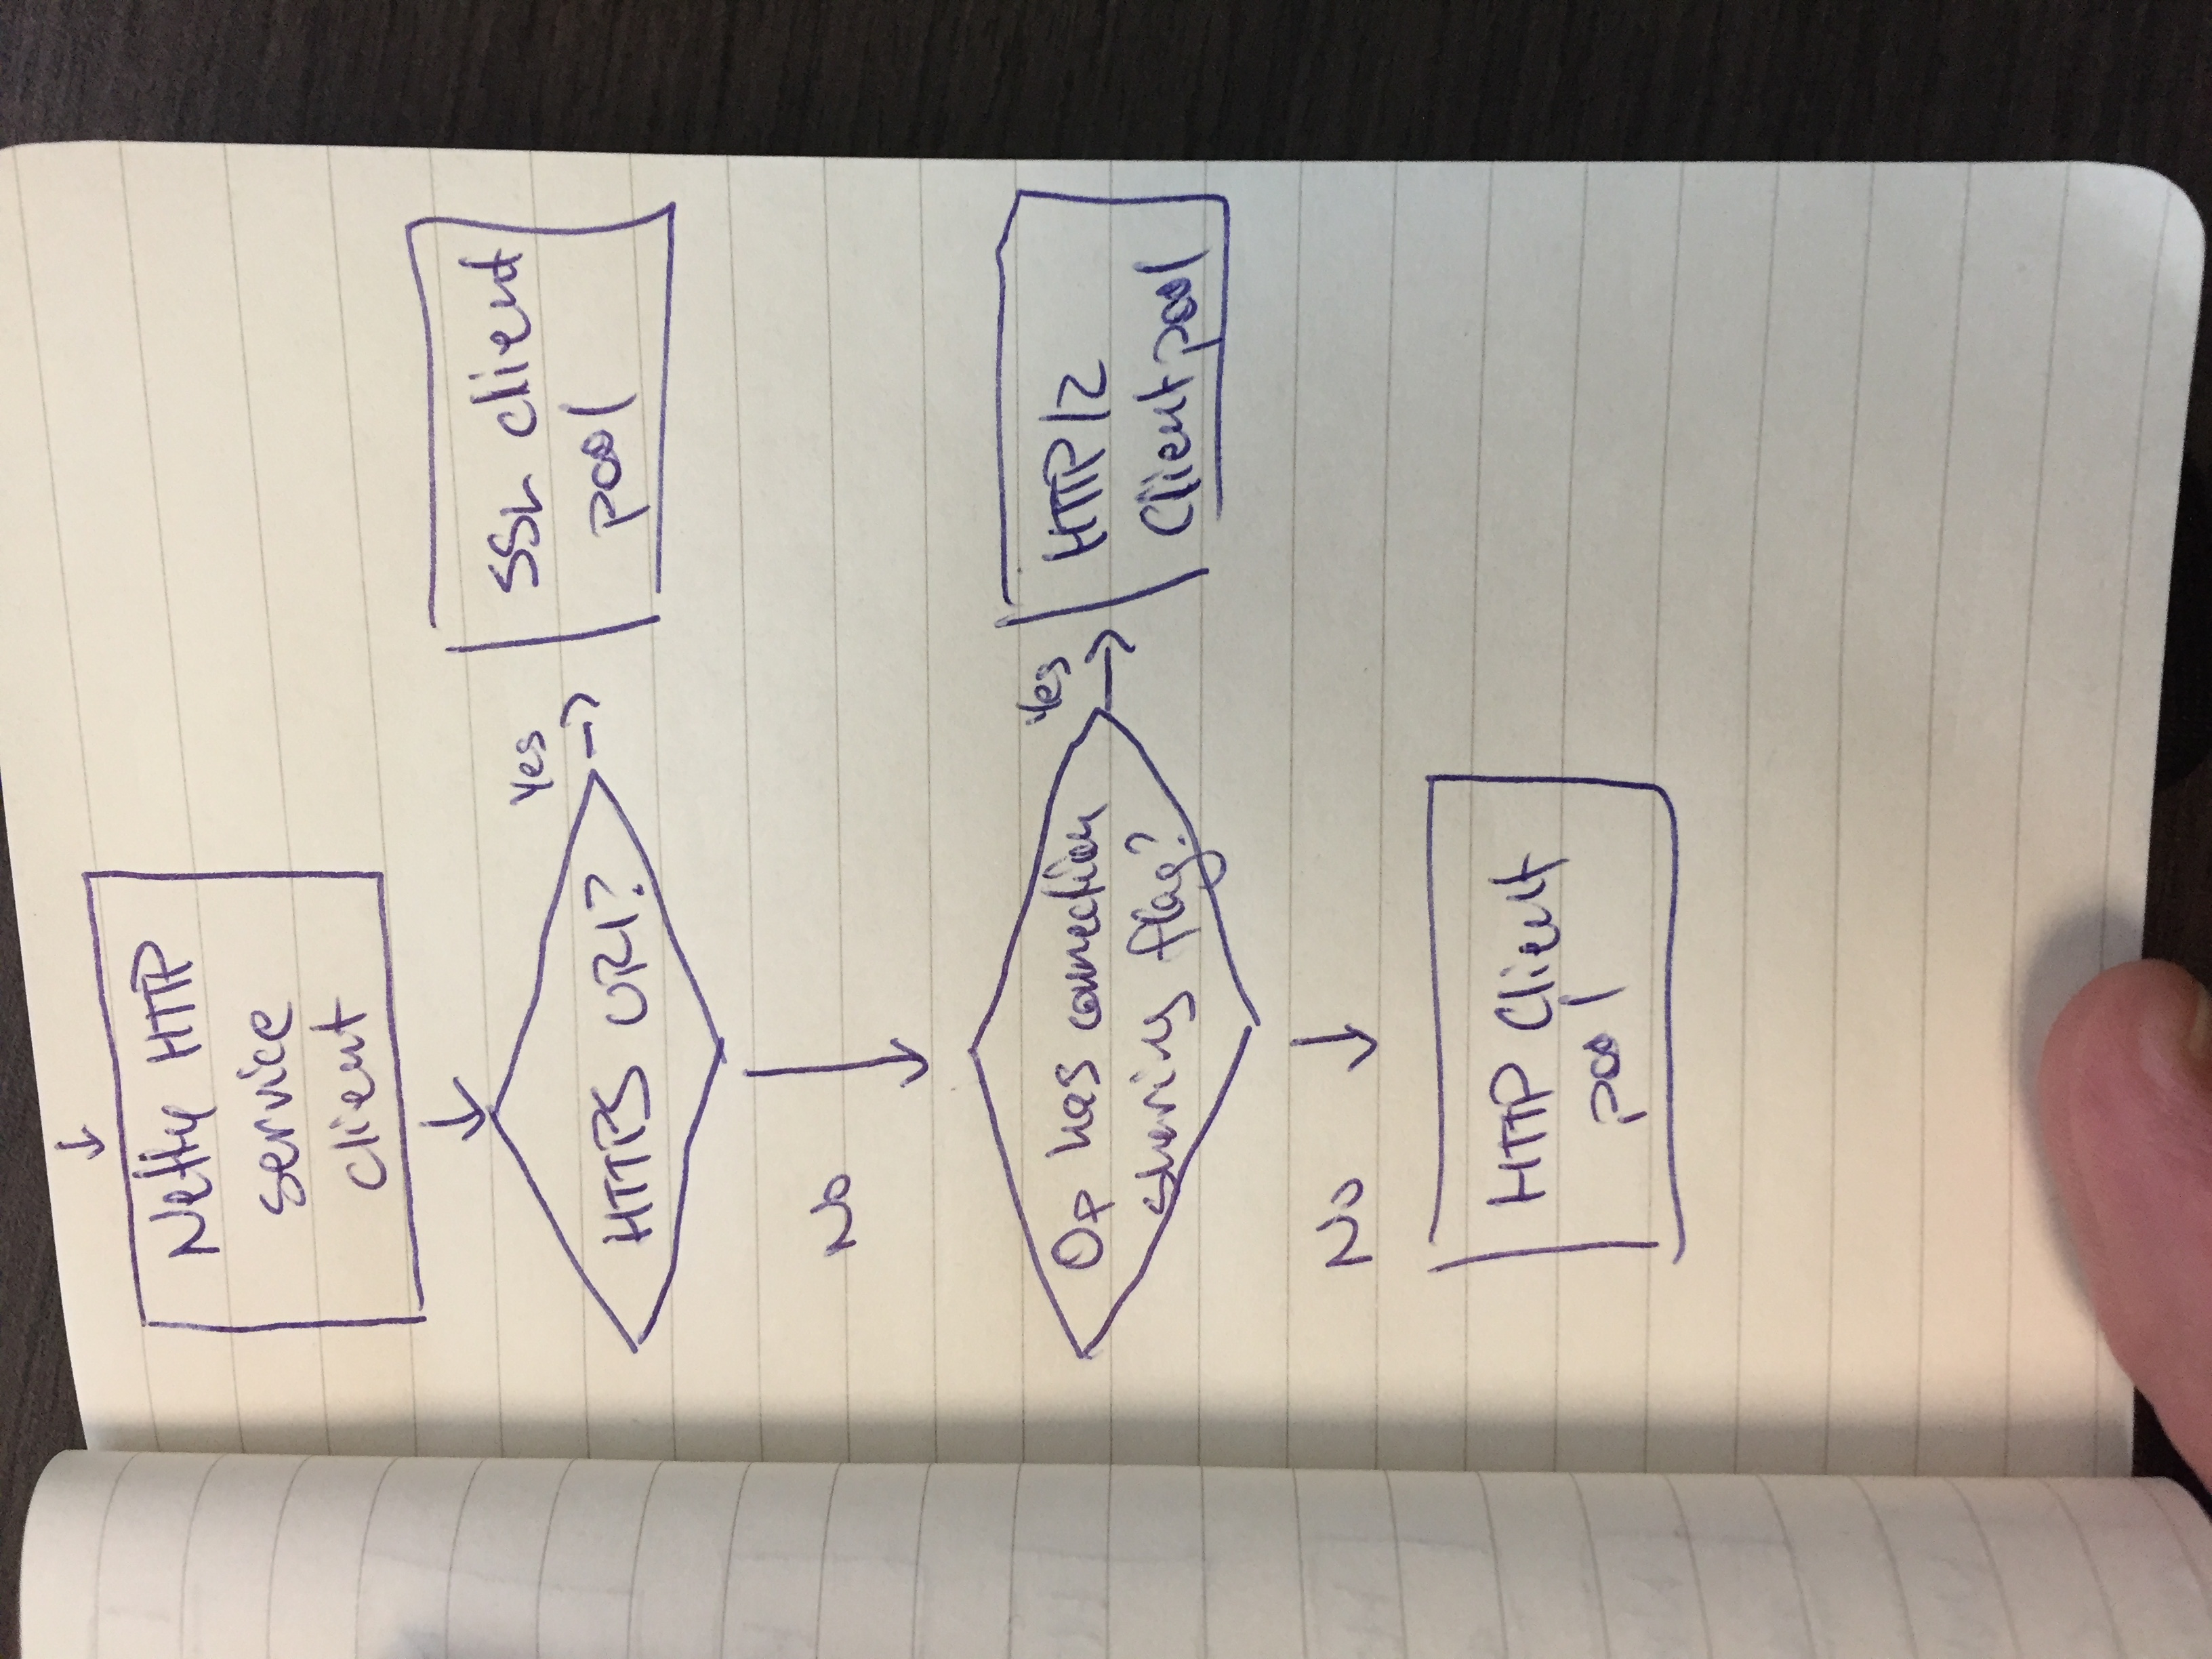 Netty HTTP
service
client
HTTPS URI?
Yes
SSL client
pool
No
Op has connection
sharing flag?
Yes
HTTP/2
Client pool
No
HTTP Client
pool